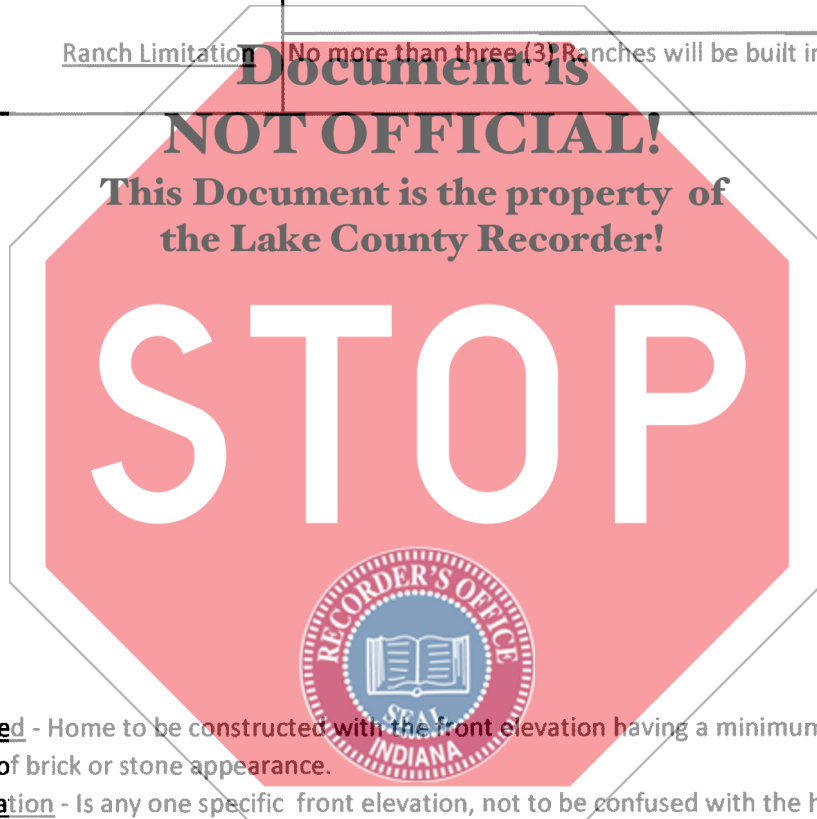 Ranch Limitation No more than three (3) Ranches will be built
Document is
NOT OFFICIAL!
This Document is the property of
the Lake County Recorder!
STOP
RECORDER'S OFFICE
SEAL
INDIANA
ed - Home to be constructed with the front elevation having a minimum
of brick or stone appearance.
ation - Is any one specific front elevation, not to be confused with the